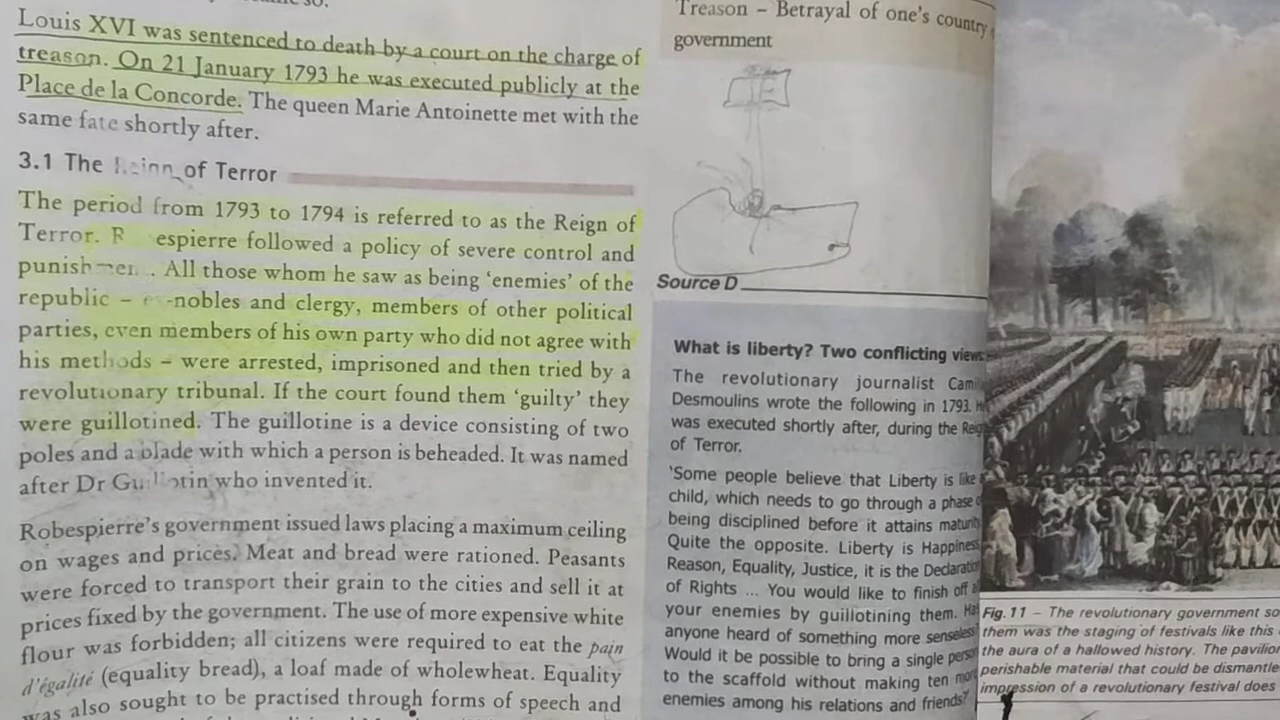 Louis XVI was sentenced to death by a court on the charge of
treason. On 21 January 1793 he was executed publicly at the
Place de la Concorde. The queen Marie Antoinette met with the
same fate shortly after.
3.1 The Reign of Terror
The period from 1793 to 1794 is referred to as the Reign of
Terror. R espierre followed a policy of severe control and
punishmen . All those whom he saw as being ‘enemies’ of the
republic – -nobles and clergy, members of other political
parties, even members of his own party who did not agree with
his methods – were arrested, imprisoned and then tried by a
revolutionary tribunal. If the court found them ‘guilty’ they
were guillotined. The guillotine is a device consisting of two
poles and a blade with which a person is beheaded. It was named
after Dr Guillotin who invented it.
Robespierre’s government issued laws placing a maximum ceiling
on wages and prices. Meat and bread were rationed. Peasants
were forced to transport their grain to the cities and sell it at
prices fixed by the government. The use of more expensive white
flour was forbidden; all citizens were required to eat the pain
d’égalité (equality bread), a loaf made of wholewheat. Equality
was also sought to be practised through forms of speech and
Treason – Betrayal of one’s country
government
Source D
What is liberty? Two conflicting views
The revolutionary journalist Cami
Desmoulins wrote the following in 1793. H
was executed shortly after, during the Reig
of Terror.
‘Some people believe that Liberty is like
child, which needs to go through a phase o
being disciplined before it attains maturity
Quite the opposite. Liberty is Happiness,
Reason, Equality, Justice, it is the Declaration
of Rights ... You would like to finish off a
your enemies by guillotining them. Has
anyone heard of something more senseless
Would it be possible to bring a single person
to the scaffold without making ten more
enemies among his relations and friends?’
Fig.11 – The revolutionary government so
them was the staging of festivals like this
the aura of a hallowed history. The pavilion
perishable material that could be dismantle
impression of a revolutionary festival does